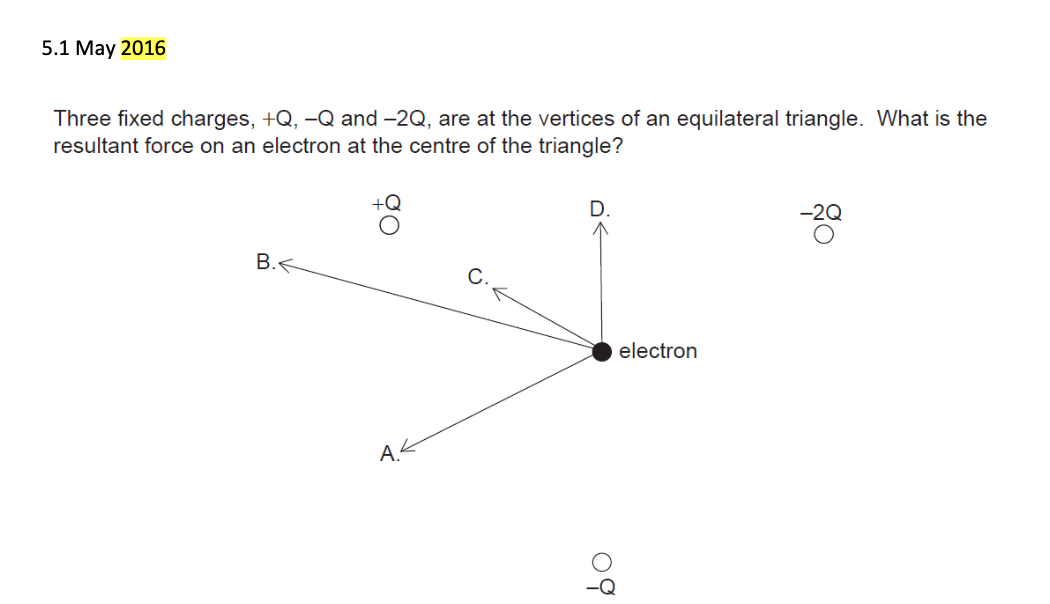 5.1 May 2016
Three fixed charges, +Q, –Q and –2Q, are at the vertices of an equilateral triangle. What is the
resultant force on an electron at the centre of the triangle?
+Q
D.
–2Q
B.
C.
electron
A.
–Q